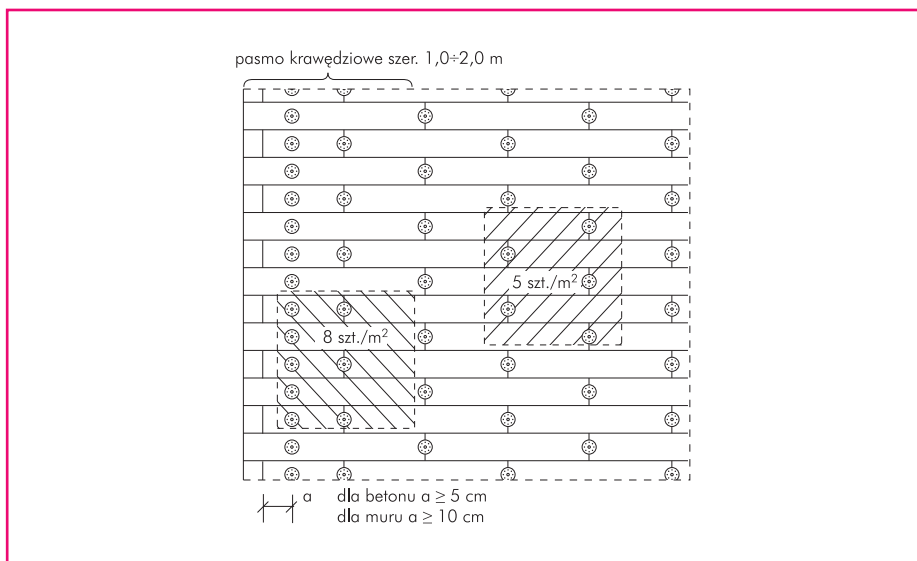 pasmo krawędziowe szer. 1,0÷2,0 m
5 szt./m²
8 szt./m²
a dla betonu a ≥ 5 cm
dla muru a ≥ 10 cm